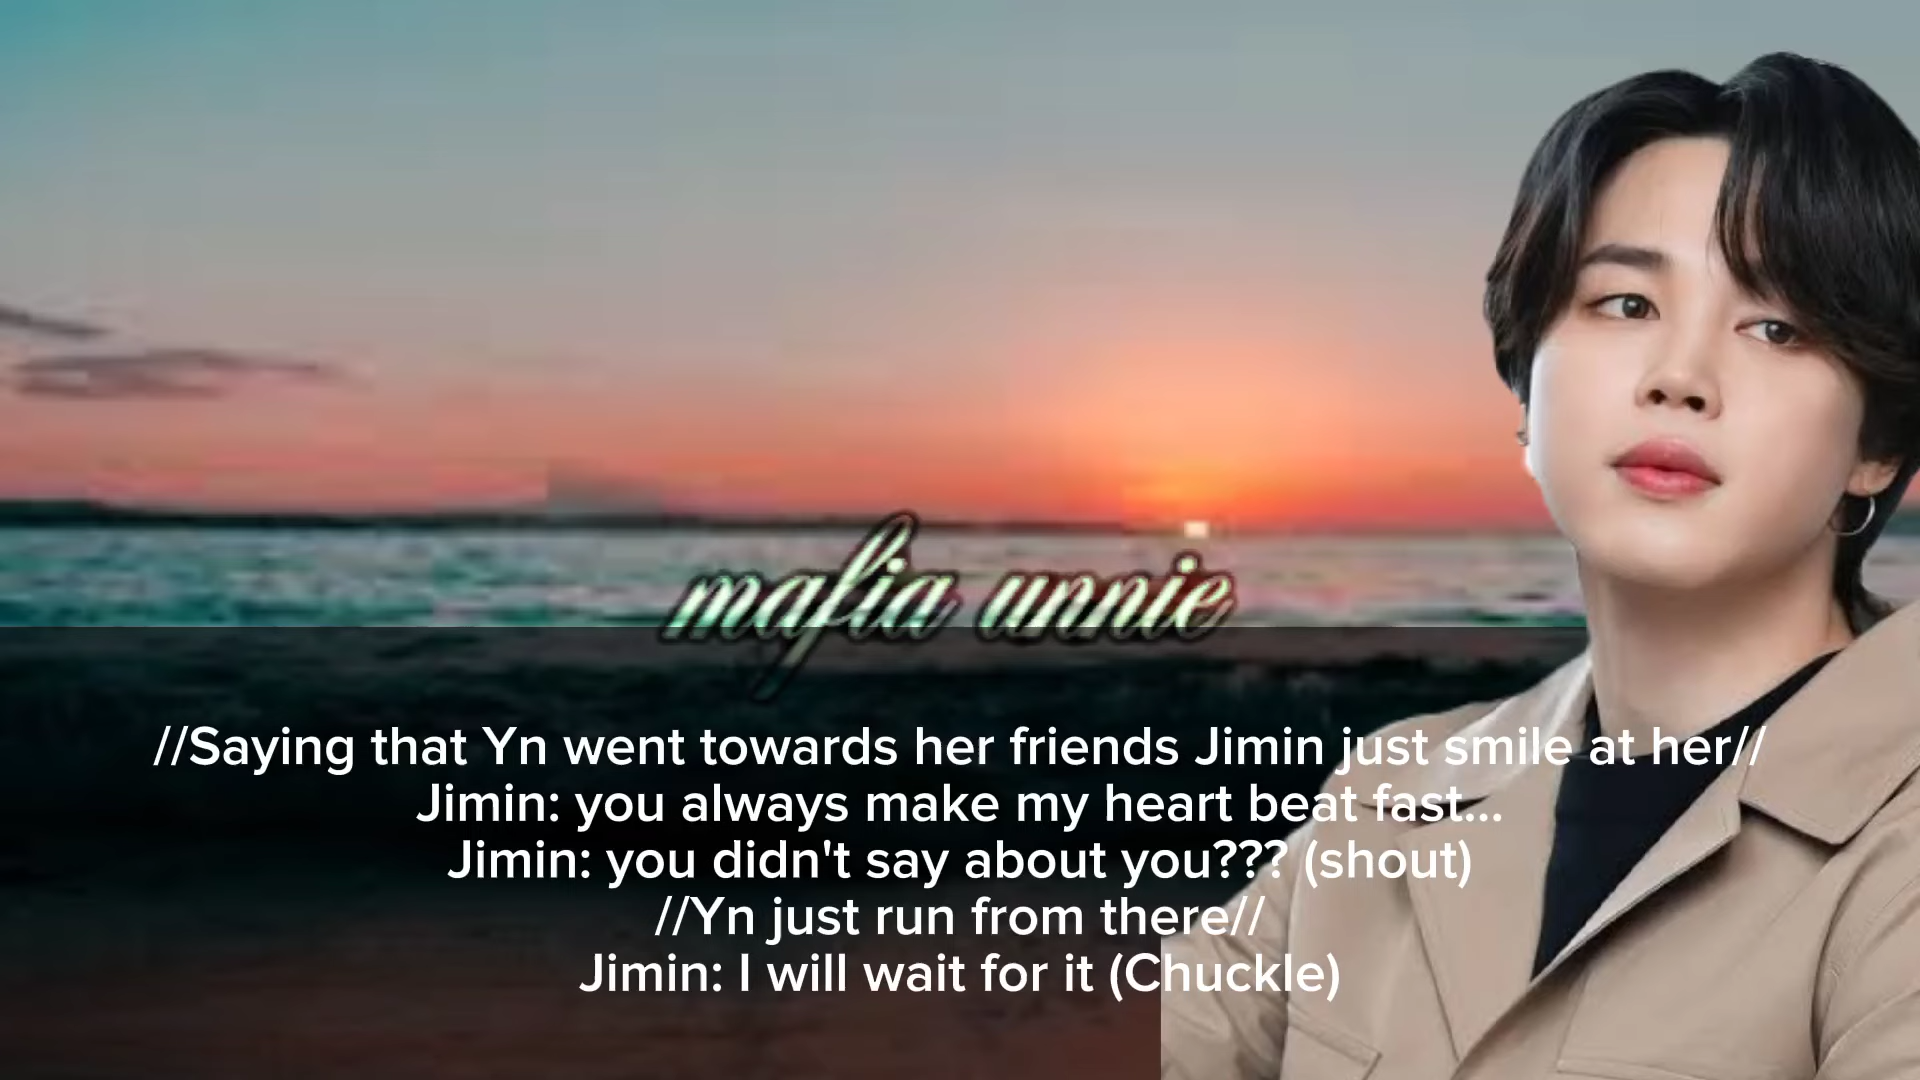 mafia unnie
//Saying that Yn went towards her friends Jimin just smile at her//
Jimin: you always make my heart beat fast...
Jimin: you didn't say about you??? (shout)
//Yn just run from there//
Jimin: I will wait for it (Chuckle)